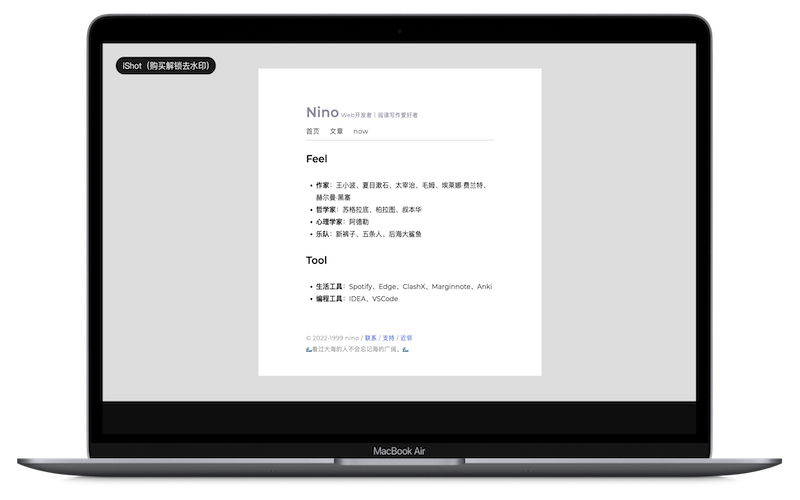 iShot（购买解锁去水印）
Nino Web开发者 | 阅读写作爱好者
首页 文章 now
Feel
• 作家：王小波、夏目漱石、太宰治、毛姆、埃莱娜·费兰特、
赫尔曼·黑塞
• 哲学家：苏格拉底、柏拉图、叔本华
• 心理学家：阿德勒
• 乐队：新裤子、五条人、后海大鲨鱼
Tool
• 生活工具：Spotify、Edge、ClashX、Marginnote、Anki
• 编程工具：IDEA、VSCode
© 2022-1999 nino / 联系 / 支持 / 近邻
🌊看过大海的人不会忘记海的广阔。🌊
MacBook Air